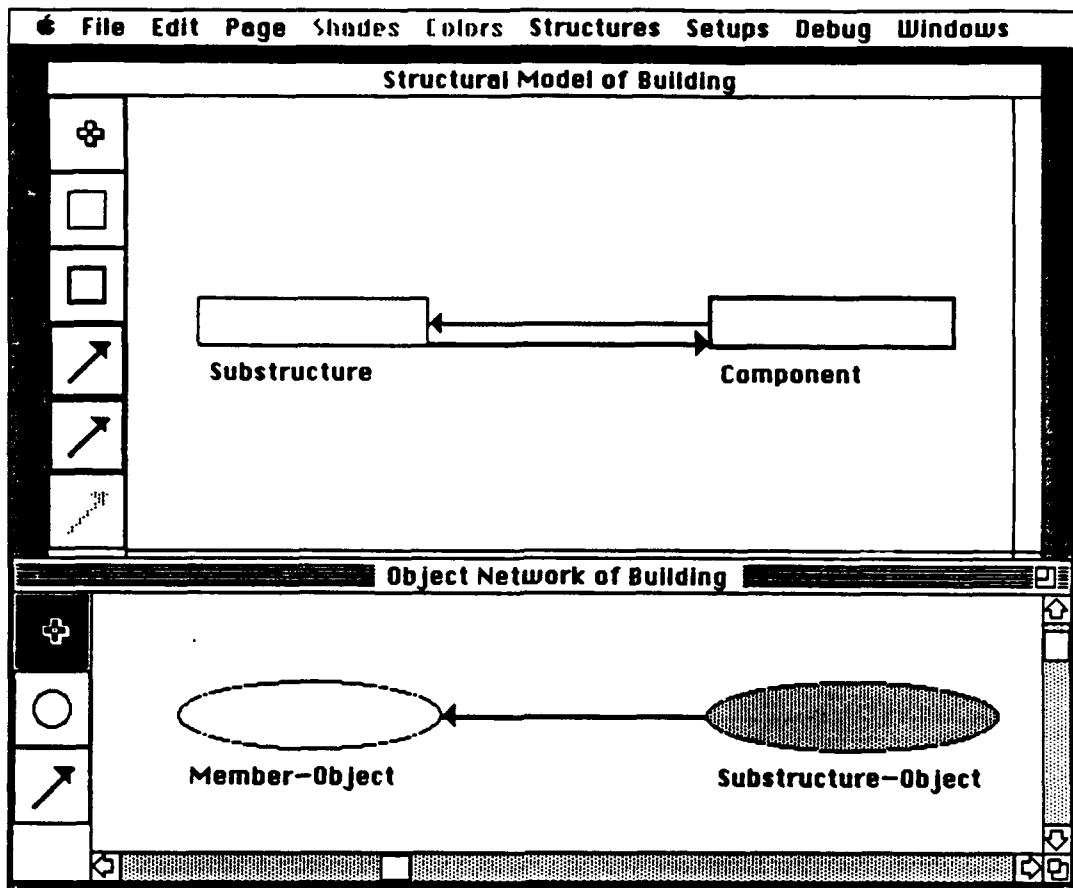 File Edit Page Shades Colors Structures Setups Debug Windows
Structural Model of Building
Substructure Component
Object Network of Building
Member-Object Substructure-Object